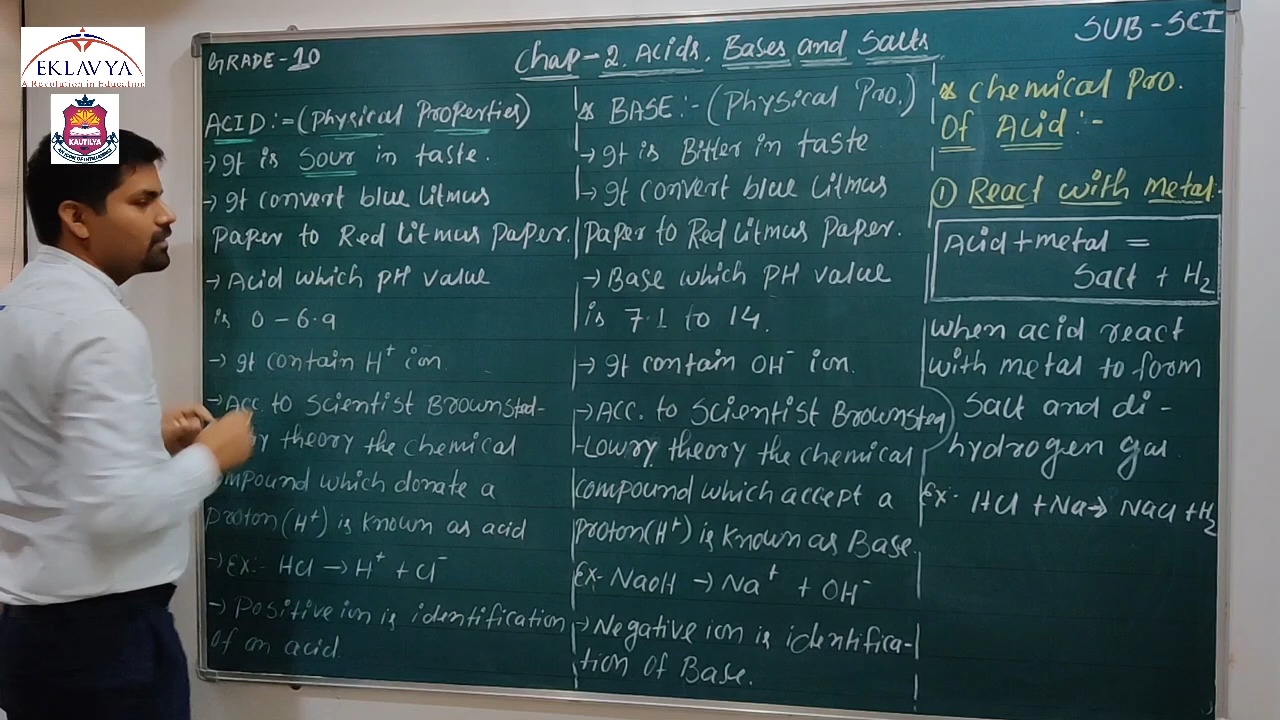 EKLAVYA
A Revolution in Education
KAUTILYA
GRADE - 10
Chap - 2. Acids, Bases and Salts
SUB - SCI
ACID :- (Physical Properties)
→ It is Sour in taste.
→ It convert blue Litmus
Paper to Red Litmus Paper.
→ Acid which pH value
is 0 - 6.9
→ It contain H⁺ ion.
→ Acc. to Scientist Brownsted-
ry theory the chemical
mpound which donate a
Proton (H⁺) is known as acid
→ Ex:- HCl → H⁺ + Cl⁻
→ Positive ion is identification
of an acid
* BASE :- (Physical Pro.)
→ It is Bitter in taste
→ It convert blue Litmus
Paper to Red Litmus Paper.
→ Base which PH value
is 7.1 to 14.
→ It contain OH⁻ ion.
→ Acc. to Scientist Brownsted
-Lowry theory the chemical
compound which accept a
Proton (H⁺) is known as Base.
Ex- NaOH → Na⁺ + OH⁻
→ Negative ion is identifica-
tion of Base.
* Chemical Pro.
Of Acid :-
① React with metal:-
Acid + metal =
Salt + H₂
when acid react
with metal to form
Salt and di -
hydrogen gas
Ex:- HCl + Na → NaCl + H₂